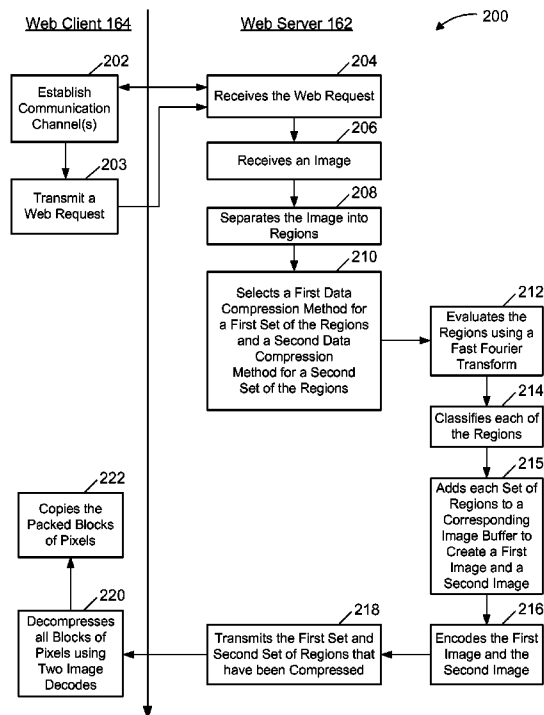 Web Client 164
Web Server 162
200
202
Establish
Communication
Channel(s)
203
Transmit a
Web Request
204
Receives the Web Request
206
Receives an Image
208
Separates the Image into
Regions
210
Selects a First Data
Compression Method for
a First Set of the Regions
and a Second Data
Compression
Method for a Second
Set of the Regions
212
Evaluates the
Regions using a
Fast Fourier
Transform
214
Classifies each of
the Regions
215
Adds each Set of
Regions to a
Corresponding
Image Buffer to
Create a First
Image and a
Second Image
216
Encodes the First
Image and the
Second Image
218
Transmits the First Set and
Second Set of Regions that
have been Compressed
220
Decompresses
all Blocks of
Pixels using
Two Image
Decodes
222
Copies the
Packed Blocks
of Pixels